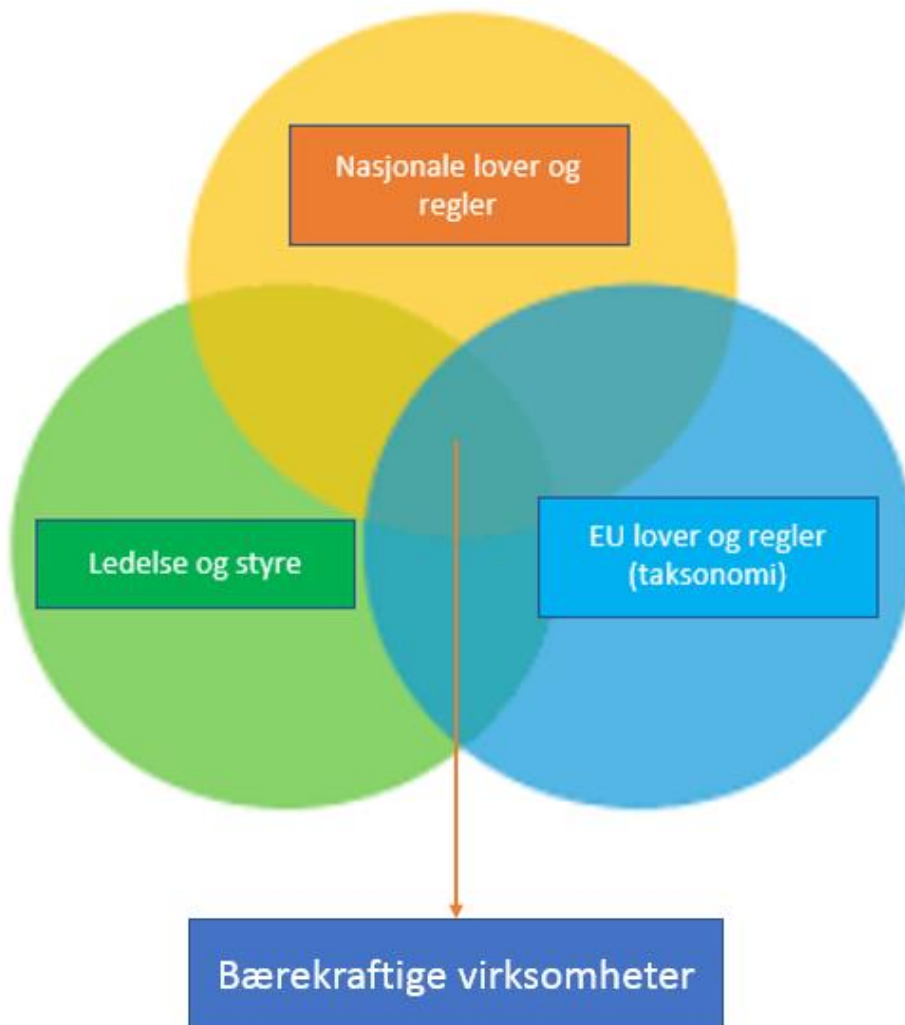 Nasjonale lover og
regler
Ledelse og styre
EU lover og regler
(taksonomi)
Bærekraftige virksomheter